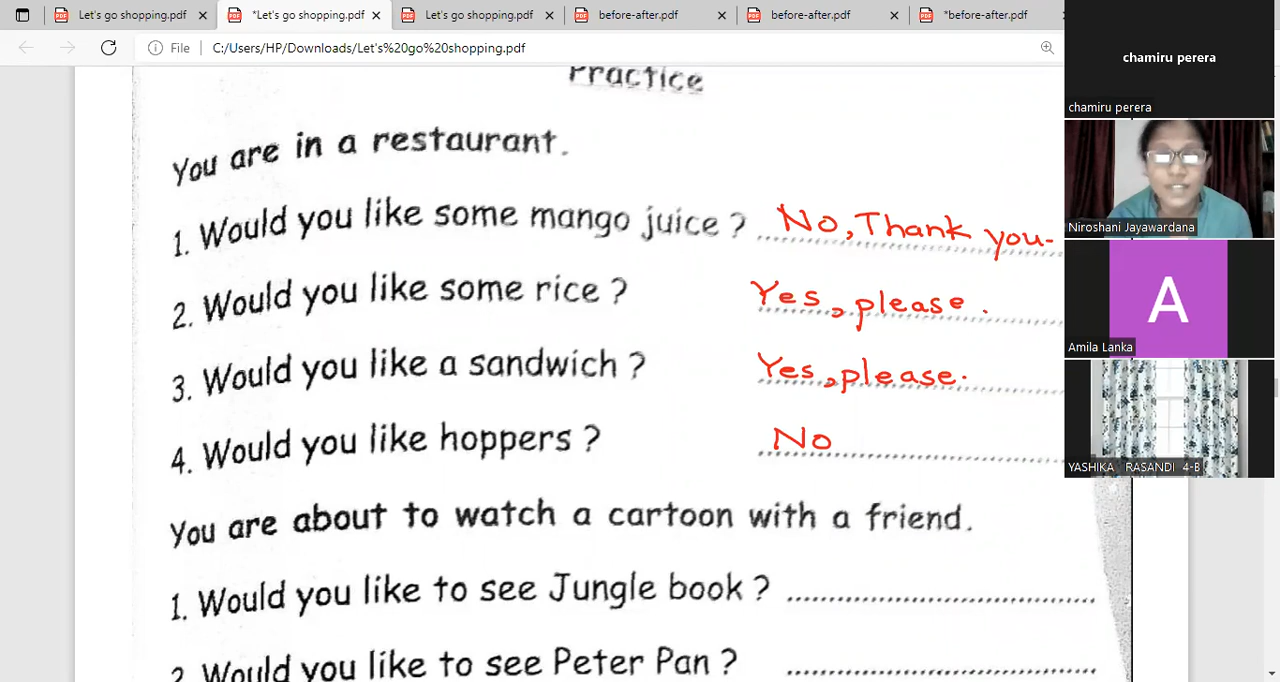 Let's go shopping.pdf
*Let's go shopping.pdf
Let's go shopping.pdf
before-after.pdf
before-after.pdf
*before-after.pdf
File
C:/Users/HP/Downloads/Let's%20go%20shopping.pdf
Practice
You are in a restaurant.
1. Would you like some mango juice ? No, Thank you-
2. Would you like some rice ? Yes, please.
3. Would you like a sandwich ? Yes, please.
4. Would you like hoppers ? No
You are about to watch a cartoon with a friend.
1. Would you like to see Jungle book ?
2. Would you like to see Peter Pan ?
chamiru perera
chamiru perera
Niroshani Jayawardana
A
Amila Lanka
YASHIKA RASANDI 4-B